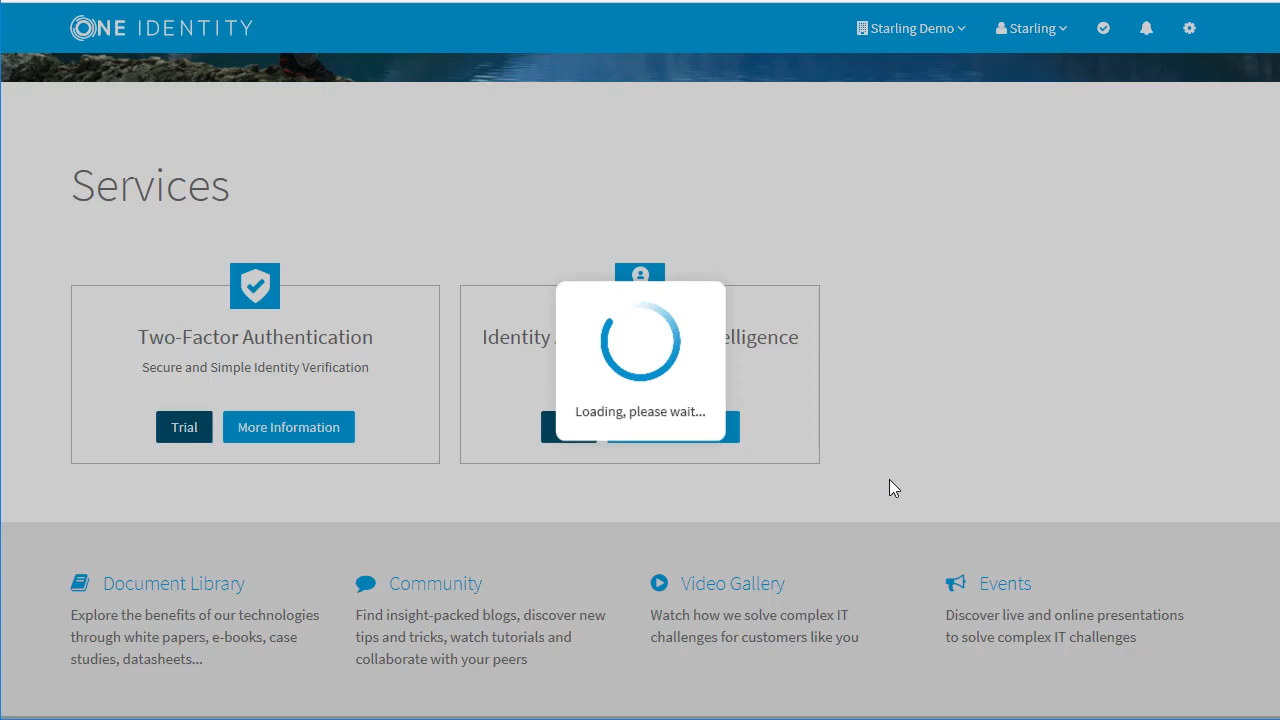 ONE IDENTITY
Starling Demo
Starling
Services
Two-Factor Authentication
Secure and Simple Identity Verification
Trial
More Information
Identity
elligence
Loading, please wait...
Document Library
Explore the benefits of our technologies
through white papers, e-books, case
studies, datasheets...
Community
Find insight-packed blogs, discover new
tips and tricks, watch tutorials and
collaborate with your peers
Video Gallery
Watch how we solve complex IT
challenges for customers like you
Events
Discover live and online presentations
to solve complex IT challenges